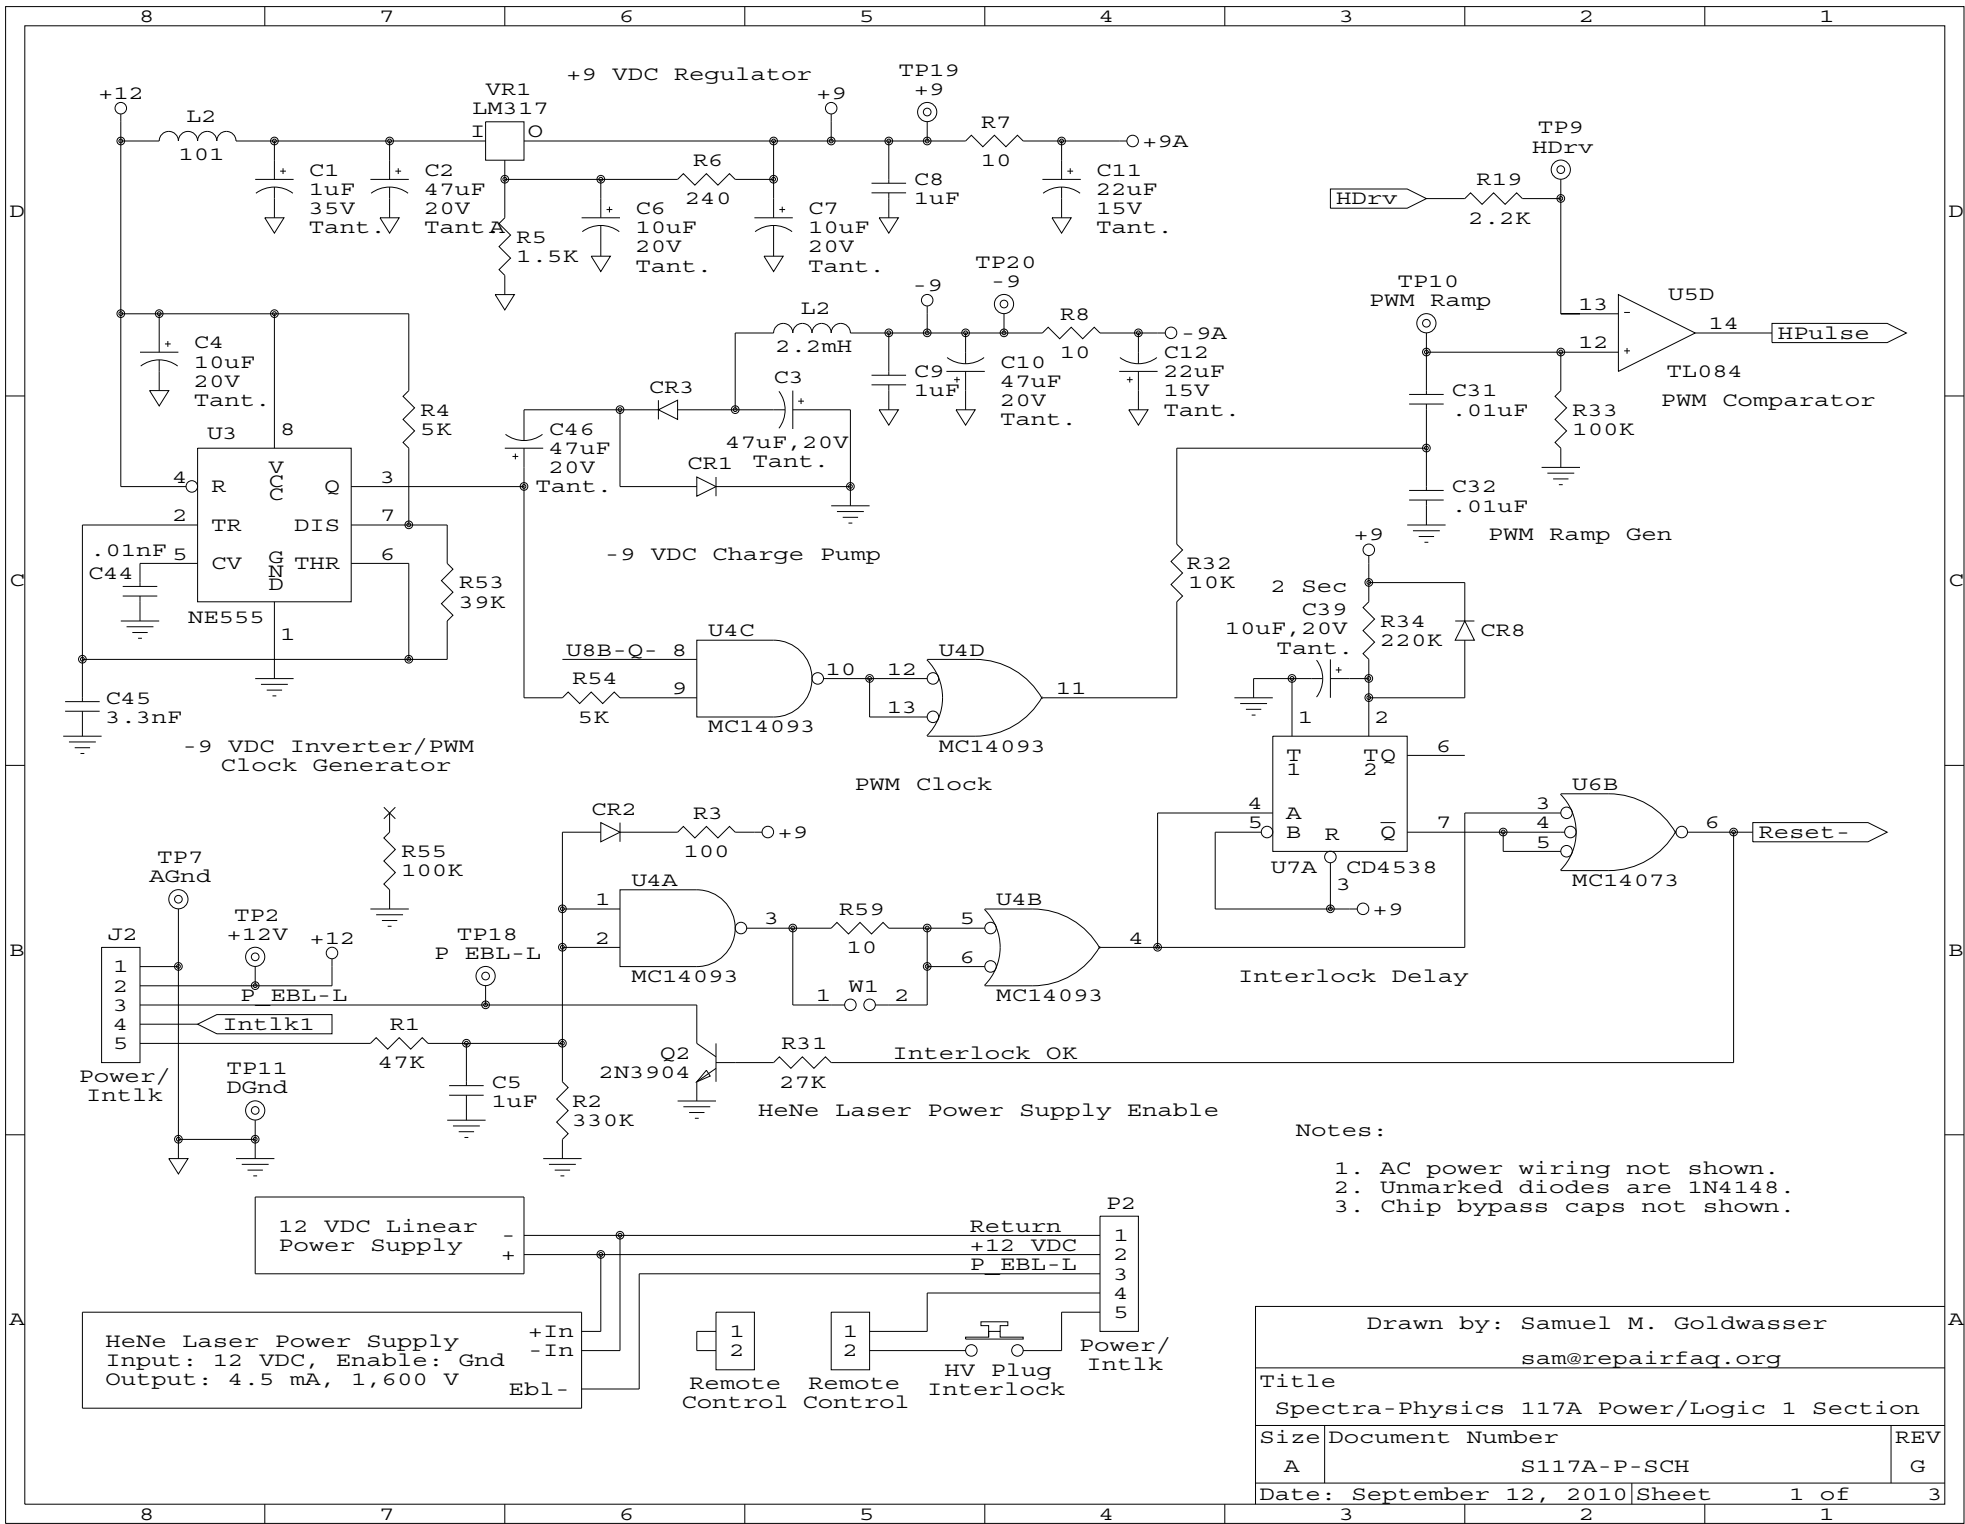 8 7 6 5 4 3 2 1
+9 VDC Regulator
+12
L2
101
C1
1uF
35V
Tant.
C2
47uF
20V
Tant.
VR1
LM317
I O
A
R5
1.5K
C6
10uF
20V
Tant.
R6
240
C7
10uF
20V
Tant.
+9
TP19
+9
C8
1uF
R7
10
C11
22uF
15V
Tant.
+9A
TP9
HDrv
HDrv
R19
2.2K
D
D
TP10
PWM Ramp
13
12
-
+
U5D
14
HPulse
TL084
PWM Comparator
C31
.01uF
R33
100K
C32
.01uF
PWM Ramp Gen
C4
10uF
20V
Tant.
R4
5K
U3
8
VCC
4 R
Q 3
2 TR
DIS 7
5 CV
THR 6
GND
1
NE555
.01nF
C44
R53
39K
C45
3.3nF
-9 VDC Inverter/PWM
Clock Generator
L2
2.2mH
-9
TP20
-9
R8
10
-9A
C9
1uF
C10
47uF
20V
Tant.
C12
22uF
15V
Tant.
CR3
C3
47uF,20V
Tant.
C46
47uF
20V
Tant.
CR1
-9 VDC Charge Pump
C
C
U8B-Q- 8
R54
5K
9
U4C
10
MC14093
12
13
U4D
11
MC14093
PWM Clock
R32
10K
+9
2 Sec
C39
10uF,20V
Tant.
R34
220K
CR8
1
2
T1
T2
Q 6
4 A
5 B
R
Q 7
U7A
CD4538
3
+9
U6B
3
4
5
6
Reset-
MC14073
Interlock Delay
R55
100K
CR2
R3
100
+9
U4A
1
2
3
MC14093
R59
10
1 W1 2
U4B
5
6
4
MC14093
B
B
TP7
AGnd
TP2
+12V
+12
J2
1
2
3
4
5
Power/
Intlk
P_EBL-L
Intlk1
TP18
P EBL-L
R1
47K
C5
1uF
R2
330K
TP11
DGnd
Q2
2N3904
R31
27K
Interlock OK
HeNe Laser Power Supply Enable
Notes:
1. AC power wiring not shown.
2. Unmarked diodes are 1N4148.
3. Chip bypass caps not shown.
12 VDC Linear
Power Supply
-
+
Return
+12 VDC
P_EBL-L
P2
1
2
3
4
5
Power/
Intlk
A
A
HeNe Laser Power Supply
Input: 12 VDC, Enable: Gnd
Output: 4.5 mA, 1,600 V
+In
-In
Ebl-
1
2
Remote
Control
1
2
Remote
Control
HV Plug
Interlock
Drawn by: Samuel M. Goldwasser
sam@repairfaq.org
Title
Spectra-Physics 117A Power/Logic 1 Section
Size Document Number REV
A S117A-P-SCH G
Date: September 12, 2010 Sheet 1 of 3
8 7 6 5 4 3 2 1